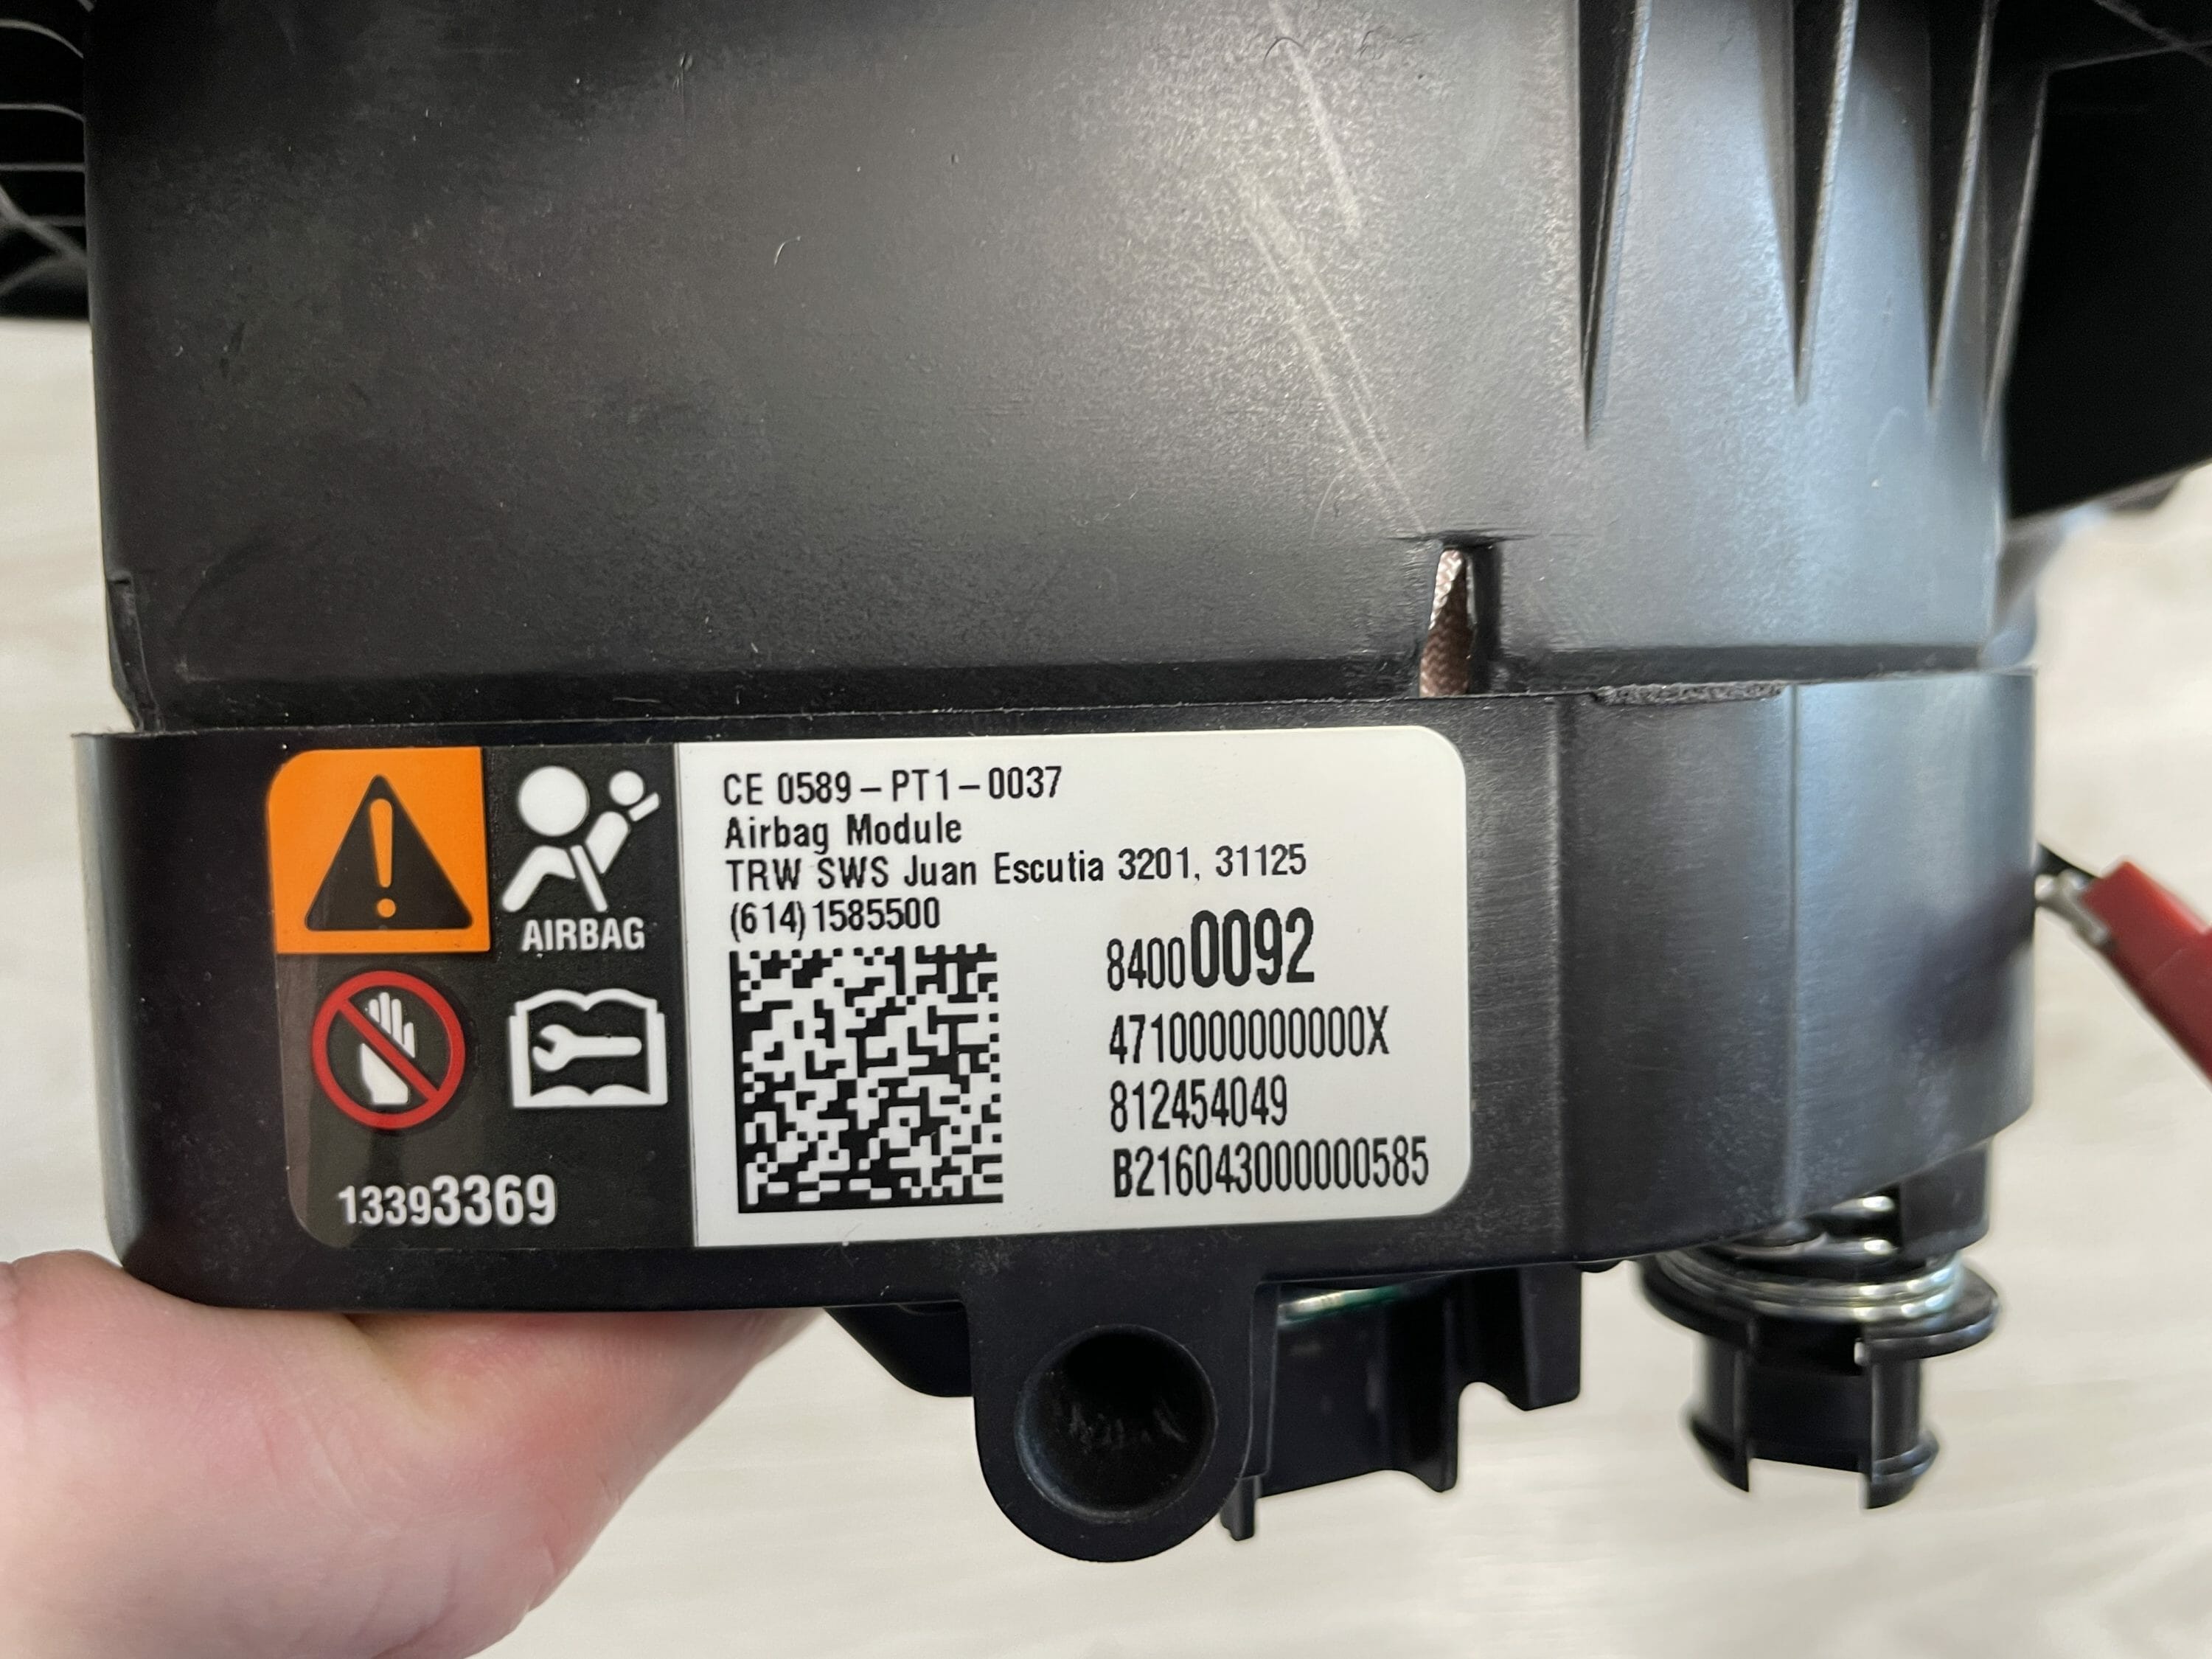 CE 0589 – PT1 – 0037
Airbag Module
TRW SWS Juan Escutia 3201, 31125
(614)1585500
AIRBAG
84000092
4710000000000X
812454049
B216043000000585
13393369